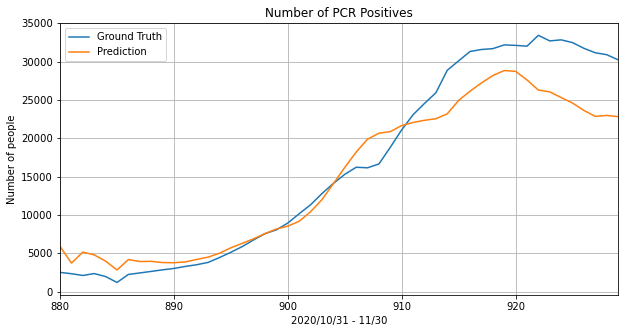 Number of PCR Positives
Ground Truth
Prediction
Number of people
35000
30000
25000
20000
15000
10000
5000
0
880 890 900 910 920
2020/10/31 - 11/30